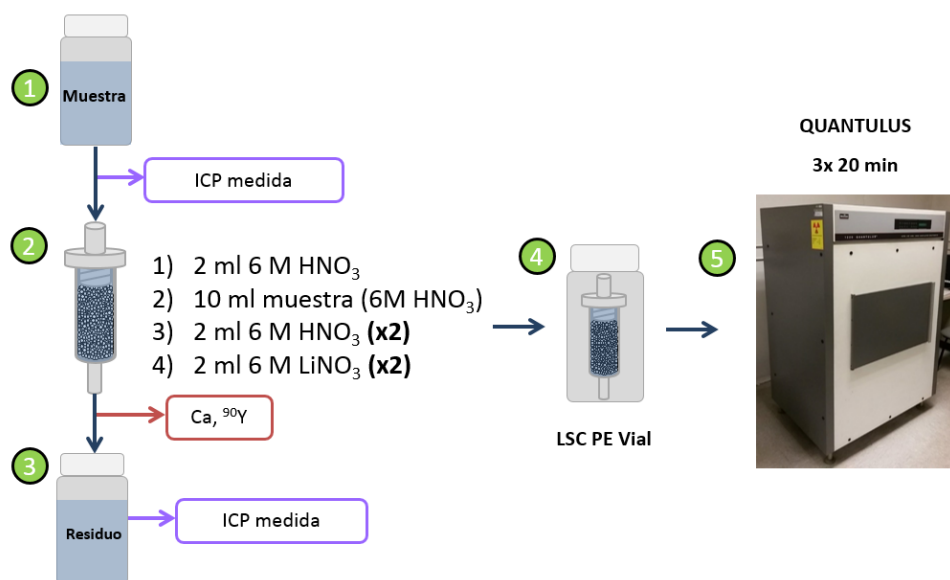 1
Muestra
ICP medida
2
1) 2 ml 6 M HNO₃
2) 10 ml muestra (6M HNO₃)
3) 2 ml 6 M HNO₃ (x2)
4) 2 ml 6 M LiNO₃ (x2)
Ca, ⁹⁰Y
3
Residuo
ICP medida
4
LSC PE Vial
5
QUANTULUS
3x 20 min